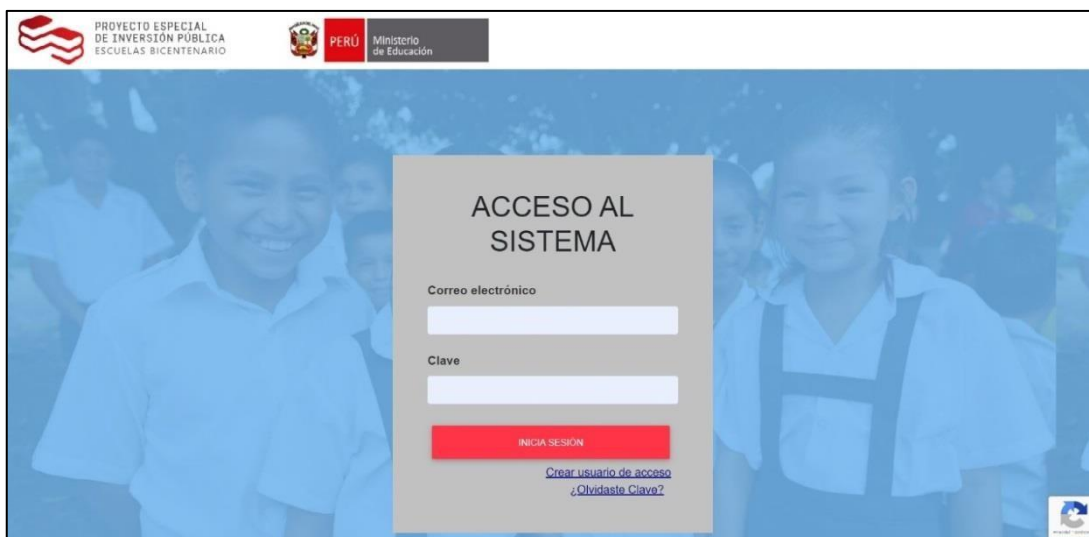 PROYECTO ESPECIAL
DE INVERSIÓN PÚBLICA
ESCUELAS BICENTENARIO
PERÚ
Ministerio
de Educación
ACCESO AL
SISTEMA
Correo electrónico
Clave
INICIA SESIÓN
Crear usuario de acceso
¿Olvidaste Clave?